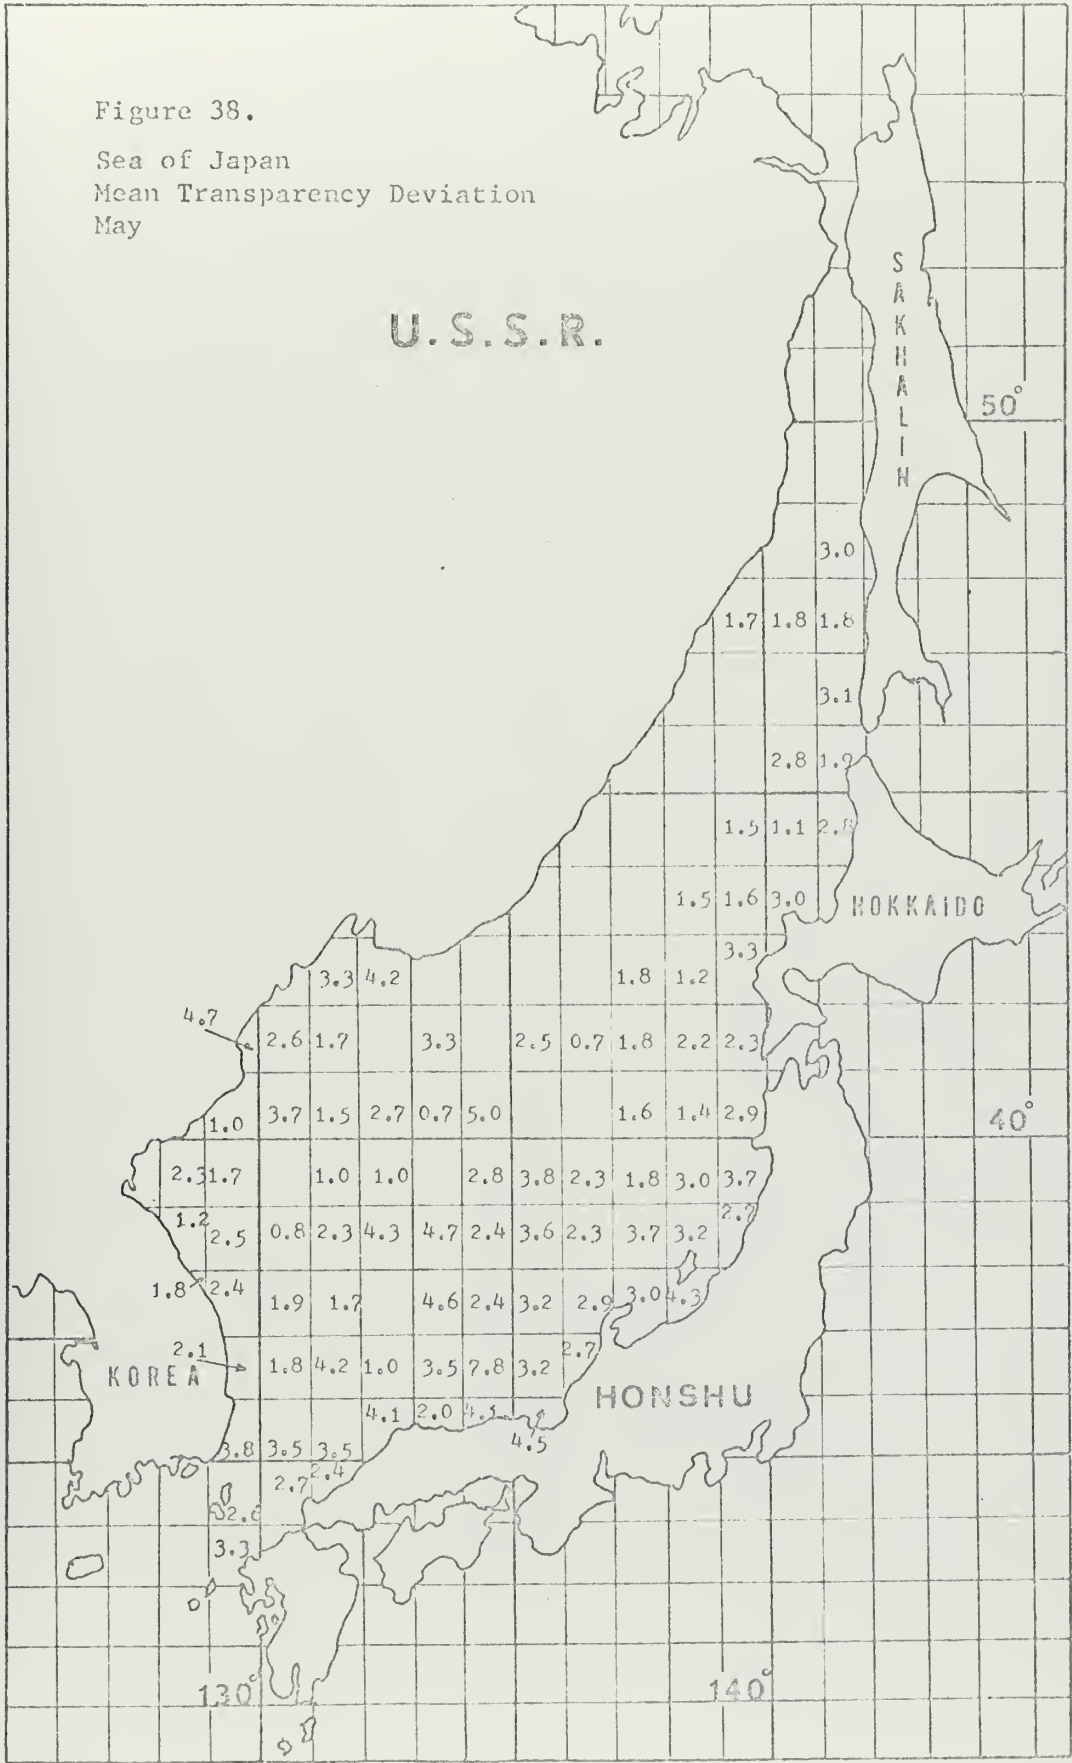 Figure 38.
Sea of Japan
Mean Transparency Deviation
May
U.S.S.R.
SAKHALIN
50°
3.0
1.7 1.8 1.8
3.1
2.8 1.9
1.5 1.1 2.8
1.5 1.6 3.0 HOKKAIDO
3.3
3.3 4.2 1.8 1.2
4.7
2.6 1.7 3.3 2.5 0.7 1.8 2.2 2.3
1.0 3.7 1.5 2.7 0.7 5.0 1.6 1.4 2.9 40°
2.3 1.7 1.0 1.0 2.8 3.8 2.3 1.8 3.0 3.7
1.2 2.5 0.8 2.3 4.3 4.7 2.4 3.6 2.3 3.7 3.2 2.7
1.8 2.4 1.9 1.7 4.6 2.4 3.2 2.9 3.0 4.3
2.1 1.8 4.2 1.0 3.5 7.8 3.2 2.7
KOREA
HONSHU
4.1 2.0 4.1
4.5
3.8 3.5 3.5
2.7 2.4
3.3
130° 140°